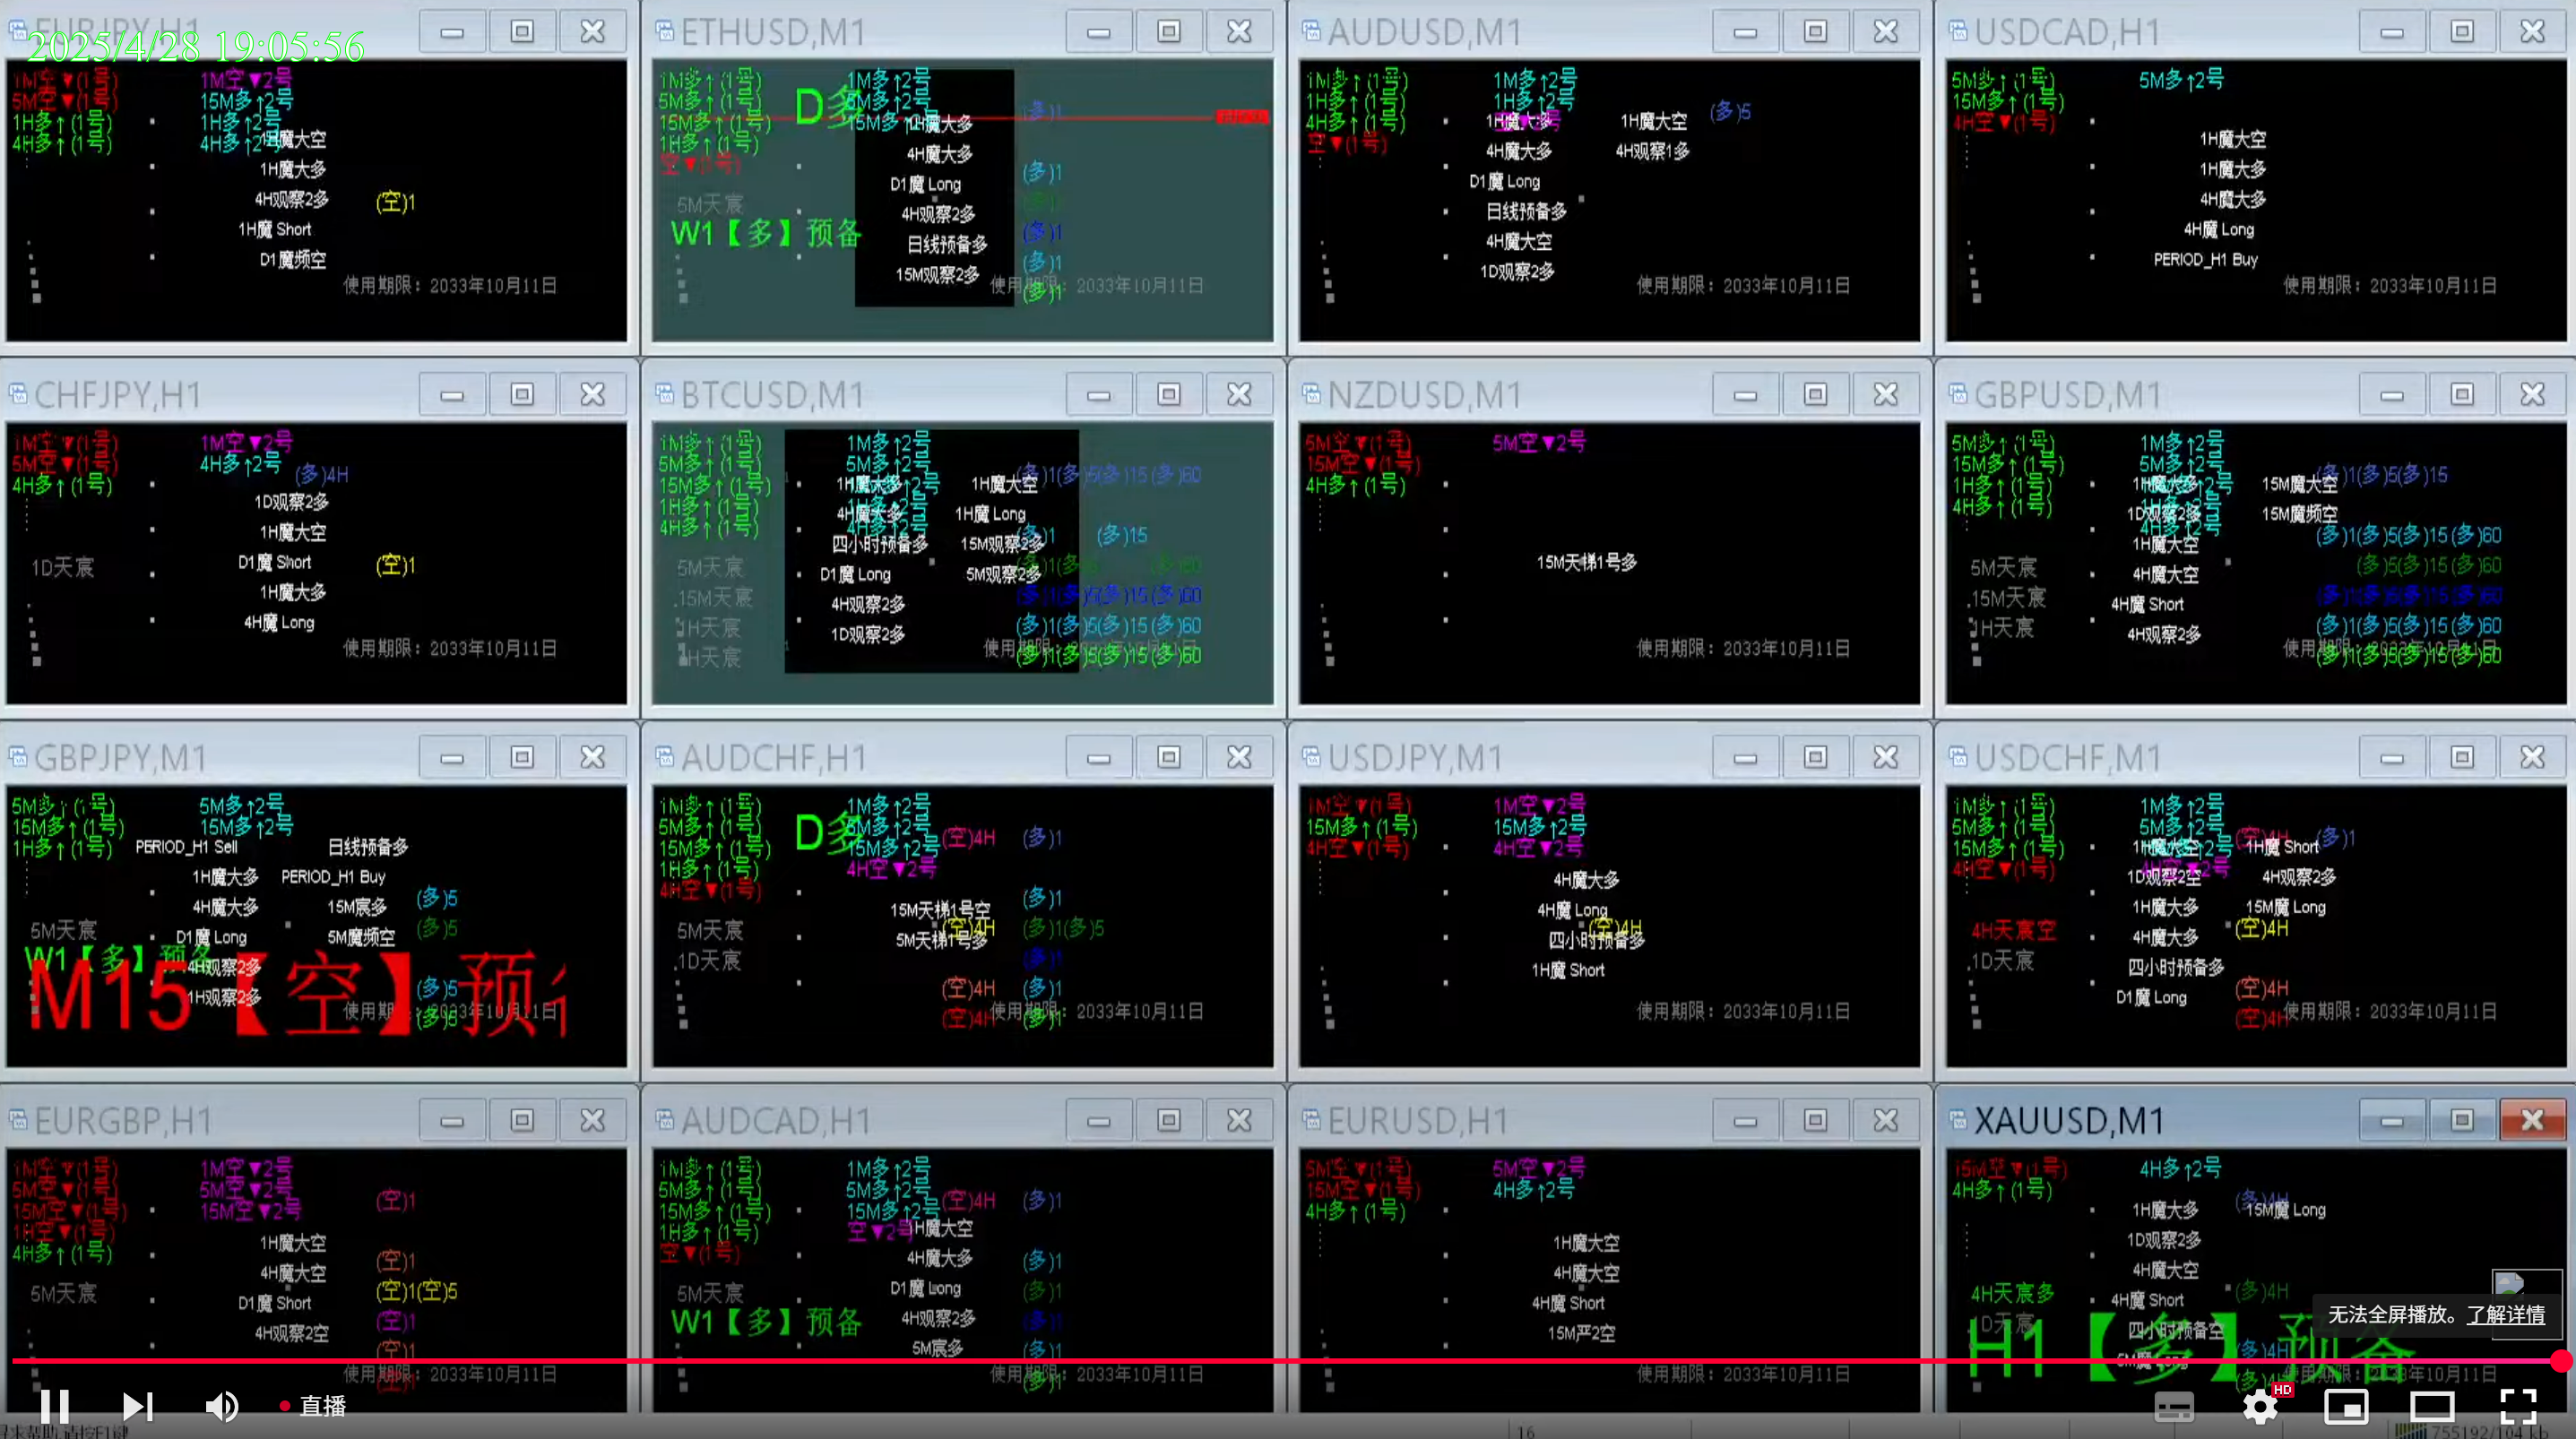 EURJPY,H1
2025/4/28 19:05:56
1M空▼(1号)
5M空▼(1号)
1H多↑(1号)
4H多↑(1号)
1M空▼2号
15M多↑2号
1H多↑2号
4H多↑2号
1H魔大多
4H观察2多
1H魔 Short
D1魔频空
(空)1
使用期限：2033年10月11日
ETHUSD,M1
1M多↑(1号)
5M多↑(1号)
15M多↑(1号)
1H多↑(1号)
空▼(1号)
D多
1M多↑2号
5M多↑2号
15M多↑2号
4H魔大多
D1魔 Long
4H观察2多
日线预备多
15M观察2多
5M天宸
W1【多】预备
(多)1
(多)1
(多)1
(多)1
(多)1
使用期限：2033年10月11日
AUDUSD,M1
1M多↑(1号)
1H多↑(1号)
4H多↑(1号)
空▼(1号)
1M多↑2号
1H多↑2号
1H魔大多
4H魔大多
D1魔 Long
日线预备多
4H魔大空
1D观察2多
1H魔大空
4H观察1多
(多)5
使用期限：2033年10月11日
USDCAD,H1
5M多↑(1号)
15M多↑(1号)
4H空▼(1号)
5M多↑2号
1H魔大空
1H魔大多
4H魔大多
4H魔 Long
PERIOD_H1 Buy
使用期限：2033年10月11日
CHFJPY,H1
1M空▼(1号)
5M空▼(1号)
4H多↑(1号)
1M空▼2号
4H多↑2号
(多)4H
1D观察2多
1H魔大空
D1魔 Short
1H魔大多
4H魔 Long
1D天宸
(空)1
使用期限：2033年10月11日
BTCUSD,M1
1M多↑(1号)
5M多↑(1号)
15M多↑(1号)
1H多↑(1号)
4H多↑(1号)
1M多↑2号
5M多↑2号
1H魔大多
4H魔大多
四小时预备多
D1魔 Long
4H观察2多
1D观察2多
1H魔大空
1H魔 Long
15M观察2多
5M观察2多
5M天宸
15M天宸
1H天宸
H天宸
(多)1(多)5(多)15(多)60
(多)1 (多)15
(多)1(多)5(多)15(多)60
(多)1(多)5(多)15(多)60
(多)1(多)5(多)15(多)60
NZDUSD,M1
5M空▼(1号)
15M空▼(1号)
4H多↑(1号)
5M空▼2号
15M天梯1号多
使用期限：2033年10月11日
GBPUSD,M1
5M多↑(1号)
15M多↑(1号)
1H多↑(1号)
4H多↑(1号)
1M多↑2号
5M多↑2号
1D观察2多
1H魔大空
4H魔大空
4H魔 Short
4H观察2多
15M魔大空
15M魔频空
5M天宸
15M天宸
1H天宸
(多)1(多)5(多)15
(多)1(多)5(多)15(多)60
(多)5(多)15(多)60
(多)1(多)5(多)15(多)60
(多)1(多)5(多)15(多)60
(多)1(多)5(多)15(多)60
GBPJPY,M1
5M多↑(1号)
15M多↑(1号)
1H多↑(1号)
5M多↑2号
15M多↑2号
PERIOD_H1 Sell
1H魔大多
4H魔大多
D1魔 Long
4H观察2多
1H观察2多
日线预备多
PERIOD_H1 Buy
15M宸多
5M魔频空
5M天宸
W1【多】预备
M15【空】预
(多)5
(多)5
(多)5
(多)5
AUDCHF,H1
1M多↑(1号)
5M多↑(1号)
15M多↑(1号)
1H多↑(1号)
4H空▼(1号)
D多
1M多↑2号
5M多↑2号
15M多↑2号
4H空▼2号
15M天梯1号空
5M天梯1号多
5M天宸
1D天宸
(空)4H
(空)4H
(空)4H
(空)4H
(多)1
(多)1
(多)1(多)5
(多)1
(多)1
(多)1
使用期限：2033年10月11日
USDJPY,M1
1M空▼(1号)
15M多↑(1号)
4H空▼(1号)
1M空▼2号
15M多↑2号
4H空▼2号
4H魔大多
4H魔 Long
四小时预备多
1H魔 Short
(空)4H
使用期限：2033年10月11日
USDCHF,M1
1M多↑(1号)
5M多↑(1号)
15M多↑(1号)
4H空▼(1号)
1M多↑2号
5M多↑2号
4H空▼2号
1D观察2空
1H魔大多
4H魔大多
四小时预备多
D1魔 Long
1H魔 Short
4H观察2多
15M魔 Long
4H天宸空
1D天宸
(空)4H
(多)1
(空)4H
(空)4H
(空)4H
使用期限：2033年10月11日
EURGBP,H1
1M空▼(1号)
5M空▼(1号)
15M空▼(1号)
1H空▼(1号)
4H多↑(1号)
1M空▼2号
5M空▼2号
15M空▼2号
1H魔大空
4H魔大空
D1魔 Short
4H观察2空
5M天宸
(空)1
(空)1
(空)1(空)5
(空)1
(空)1
使用期限：2033年10月11日
AUDCAD,H1
1M多↑(1号)
5M多↑(1号)
15M多↑(1号)
1H多↑(1号)
空▼(1号)
1M多↑2号
5M多↑2号
15M多↑2号
空▼2号
1H魔大空
4H魔大多
D1魔 Long
4H观察2多
5M宸多
5M天宸
W1【多】预备
(空)4H
(多)1
(多)1
(多)1
(多)1
(多)1
(多)1
使用期限：2033年10月11日
EURUSD,H1
5M空▼(1号)
15M空▼(1号)
4H多↑(1号)
5M空▼2号
4H多↑2号
1H魔大空
4H魔大空
4H魔 Short
15M严2空
使用期限：2033年10月11日
XAUUSD,M1
15M空▼(1号)
4H多↑(1号)
4H多↑2号
1H魔大多
1D观察2多
4H魔大空
4H魔 Short
四小时预备空
15M魔 Long
4H天宸多
1D天宸
H1【多】预备
(多)4H
(多)4H
(多)4H
无法全屏播放。了解详情
直播
HD
16
755192/104 kb